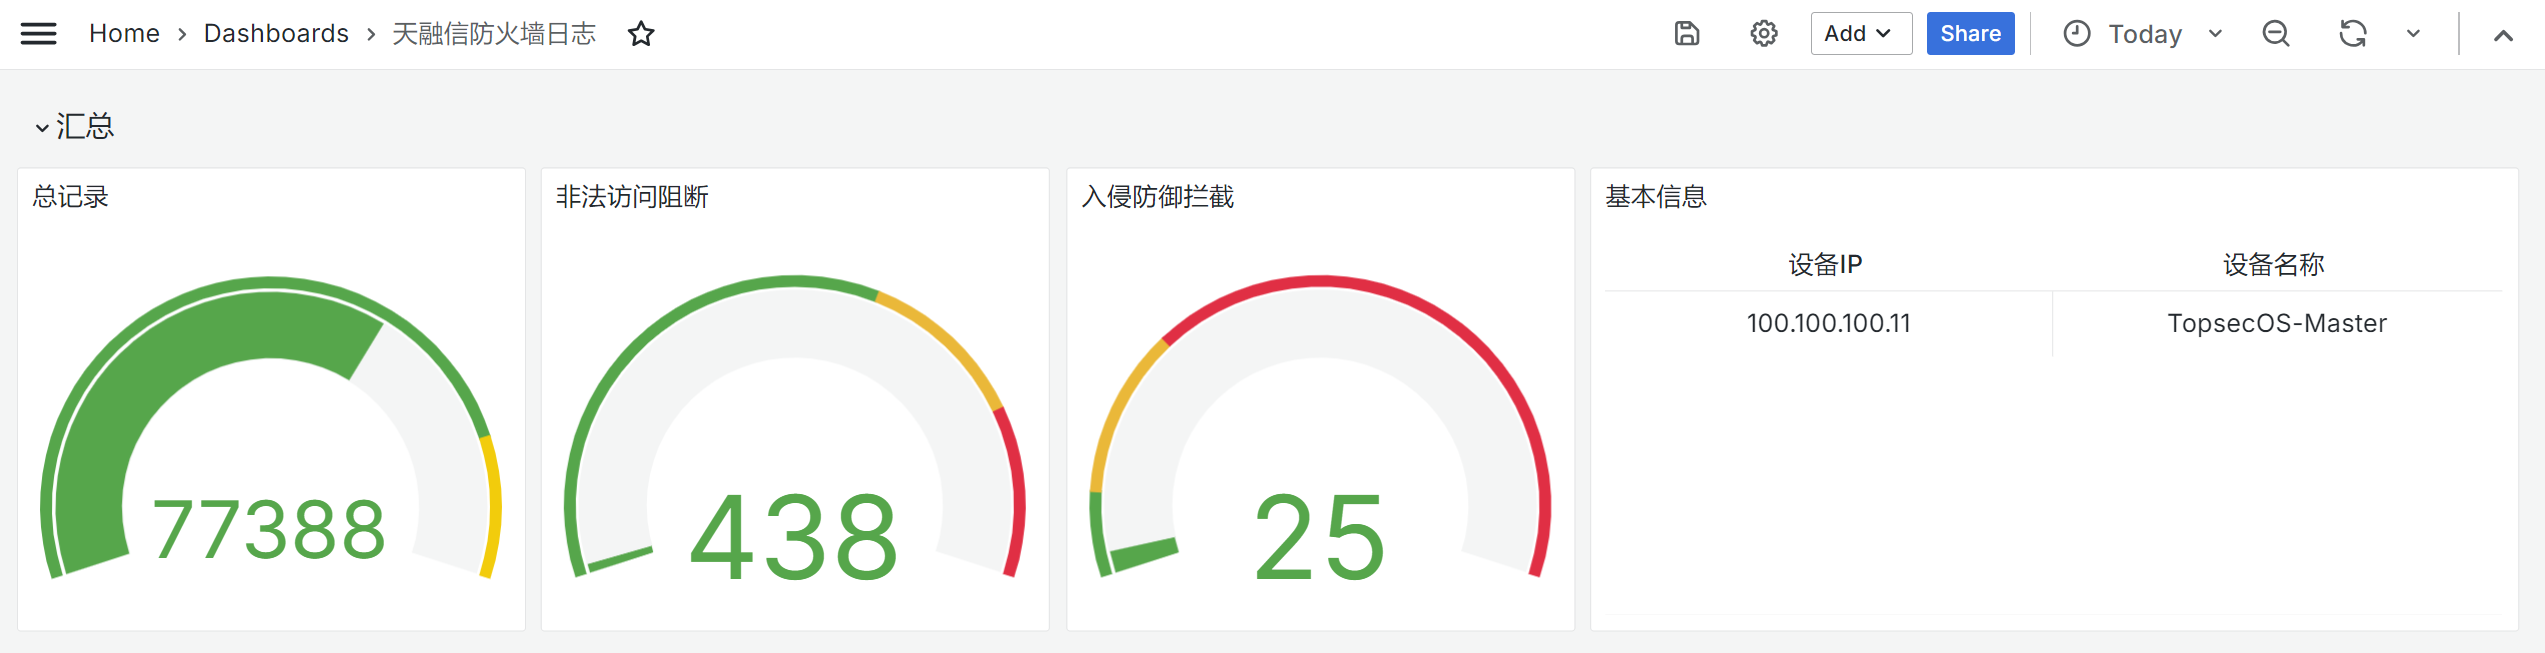 Home > Dashboards > 天融信防火墙日志
Add
Share
Today
汇总
总记录
77388
非法访问阻断
438
入侵防御拦截
25
基本信息
设备IP 设备名称
100.100.100.11 TopsecOS-Master